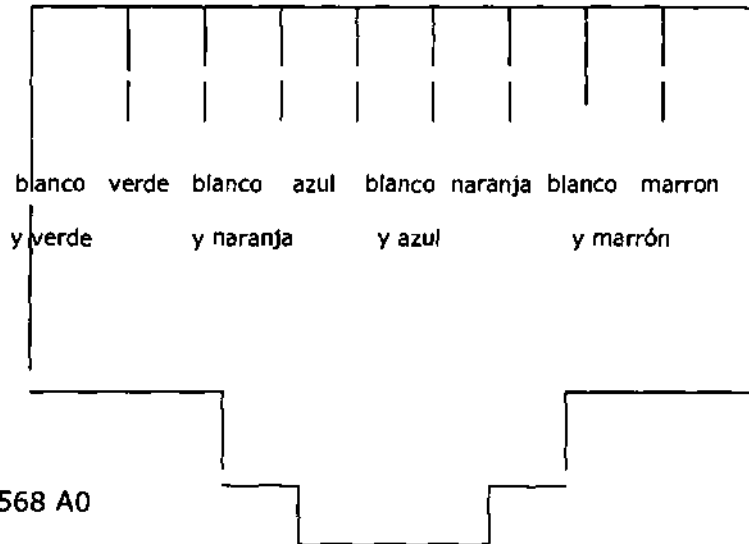 blanco verde blanco azul blanco naranja blanco marron
y verde y naranja y azul y marrón
568 A0